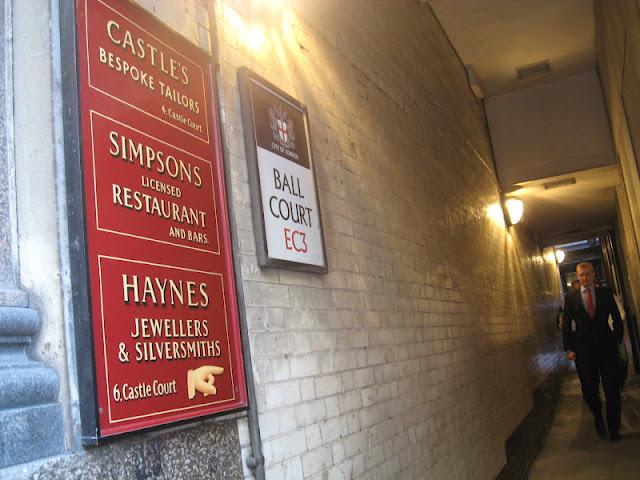 CASTLE'S
BESPOKE TAILORS
4, Castle Court.
SIMPSONS
LICENSED
RESTAURANT
AND BARS.
HAYNES
JEWELLERS
& SILVERSMITHS
6, Castle Court
CITY OF LONDON
BALL
COURT
EC3